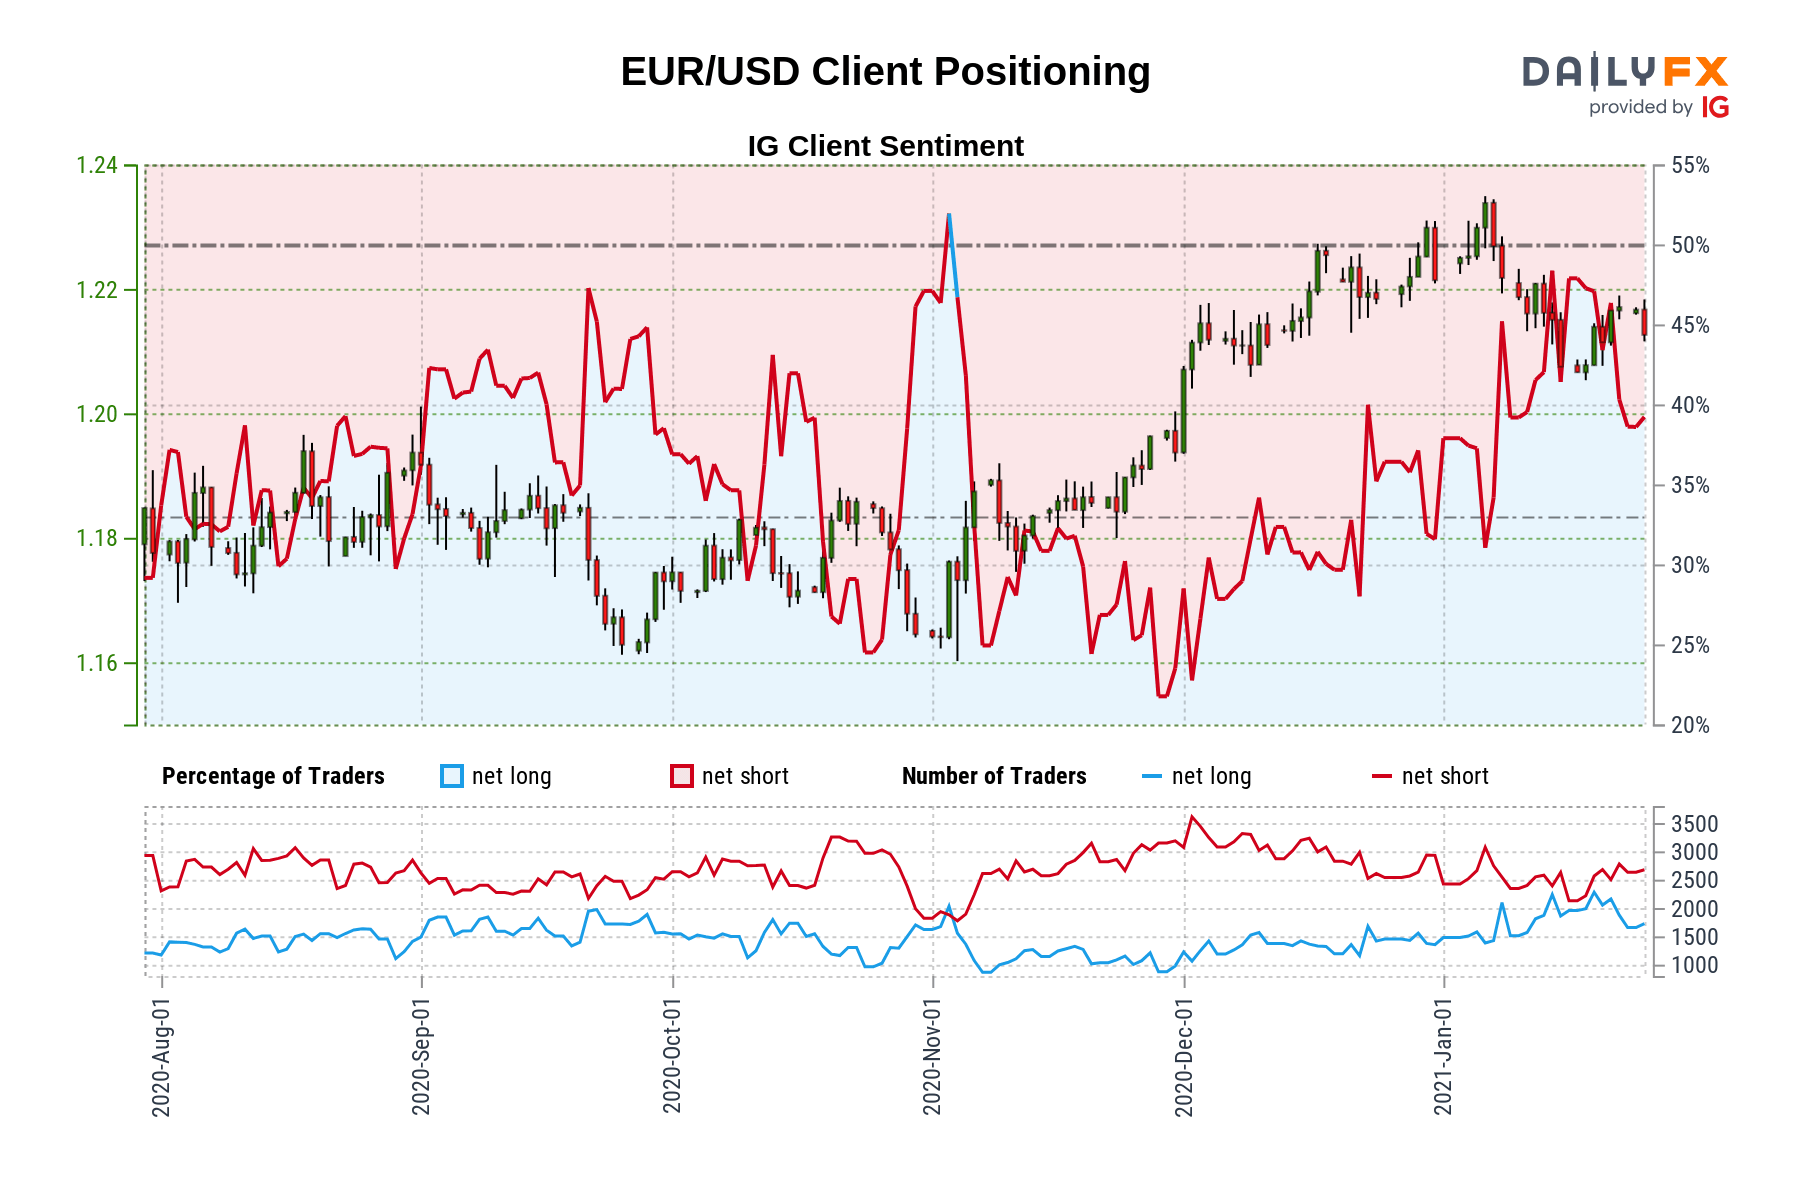 EUR/USD Client Positioning
DAILYFX
provided by IG
IG Client Sentiment
1.24
1.22
1.20
1.18
1.16
55%
50%
45%
40%
35%
30%
25%
20%
Percentage of Traders net long net short Number of Traders net long net short
3500
3000
2500
2000
1500
1000
2020-Aug-01
2020-Sep-01
2020-Oct-01
2020-Nov-01
2020-Dec-01
2021-Jan-01